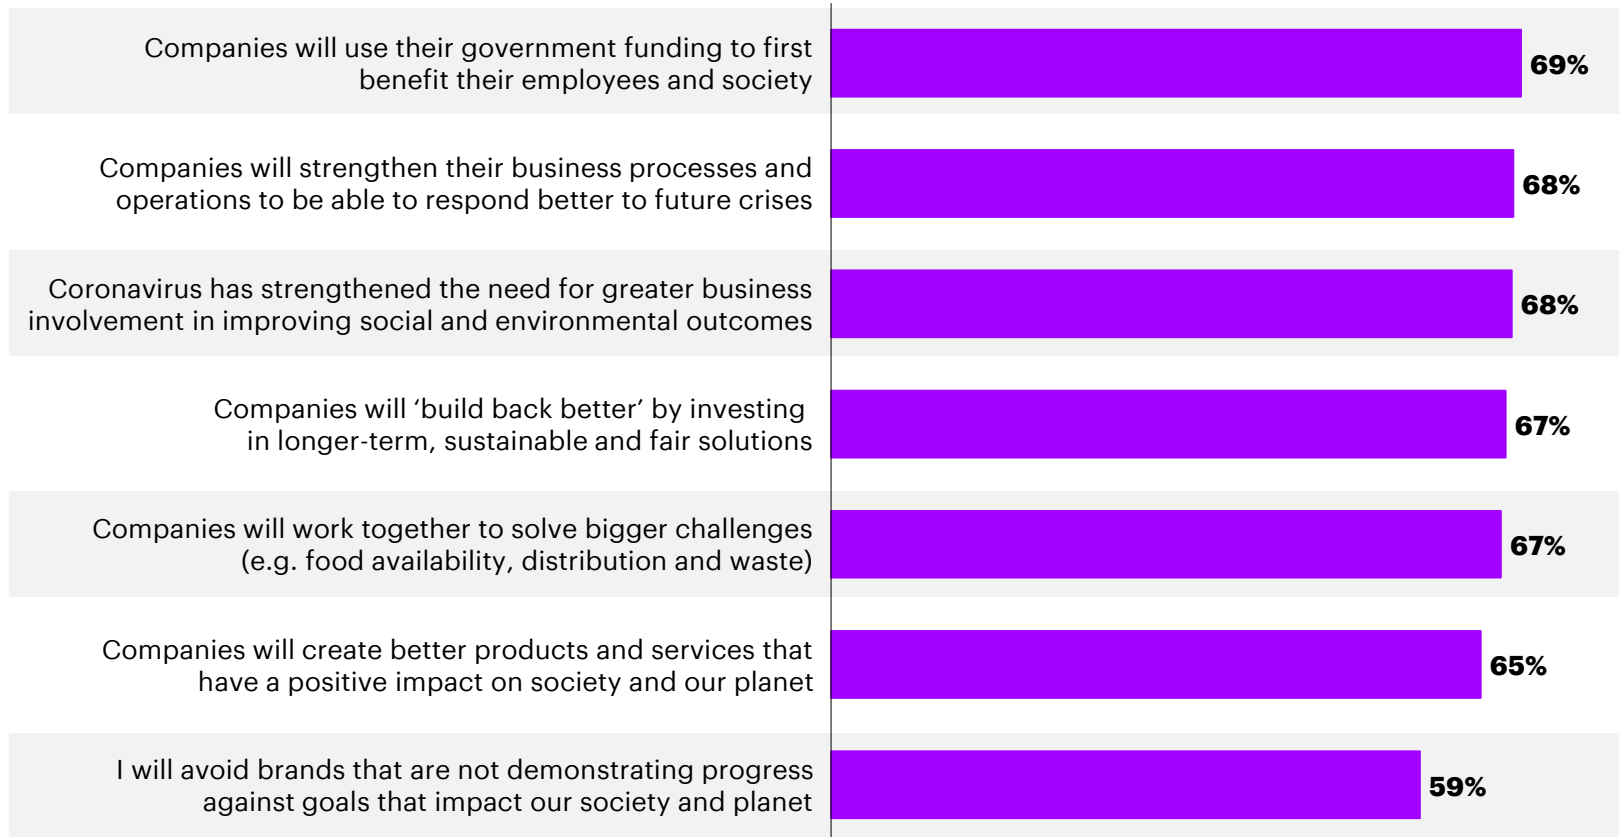 Companies will use their government funding to first
benefit their employees and society
69%
Companies will strengthen their business processes and
operations to be able to respond better to future crises
68%
Coronavirus has strengthened the need for greater business
involvement in improving social and environmental outcomes
68%
Companies will ‘build back better’ by investing
in longer-term, sustainable and fair solutions
67%
Companies will work together to solve bigger challenges
(e.g. food availability, distribution and waste)
67%
Companies will create better products and services that
have a positive impact on society and our planet
65%
I will avoid brands that are not demonstrating progress
against goals that impact our society and planet
59%